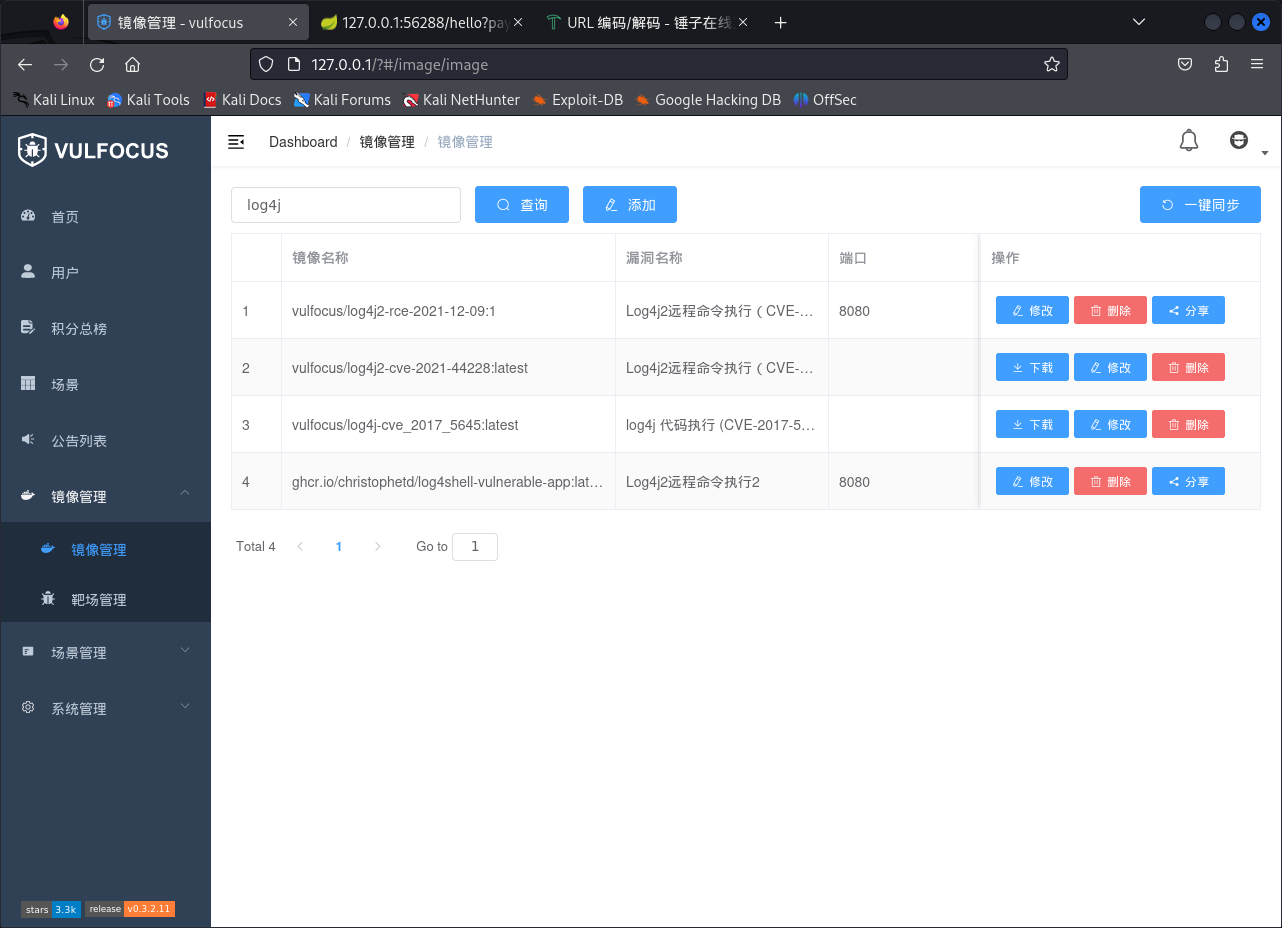 镜像管理 - vulfocus
127.0.0.1:56288/hello?pay
URL 编码/解码 - 锤子在线
127.0.0.1/?#/image/image
Kali Linux Kali Tools Kali Docs Kali Forums Kali NetHunter Exploit-DB Google Hacking DB OffSec
VULFOCUS
Dashboard / 镜像管理 / 镜像管理
首页
用户
积分总榜
场景
公告列表
镜像管理
镜像管理
靶场管理
场景管理
系统管理
stars 3.3k release v0.3.2.11
log4j 查询 添加 一键同步
镜像名称 漏洞名称 端口 操作
1 vulfocus/log4j2-rce-2021-12-09:1 Log4j2远程命令执行（CVE-... 8080 修改 删除 分享
2 vulfocus/log4j2-cve-2021-44228:latest Log4j2远程命令执行（CVE-... 下载 修改 删除
3 vulfocus/log4j-cve_2017_5645:latest log4j 代码执行 (CVE-2017-5... 下载 修改 删除
4 ghcr.io/christophetd/log4shell-vulnerable-app:lat... Log4j2远程命令执行2 8080 修改 删除 分享
Total 4 1 Go to 1